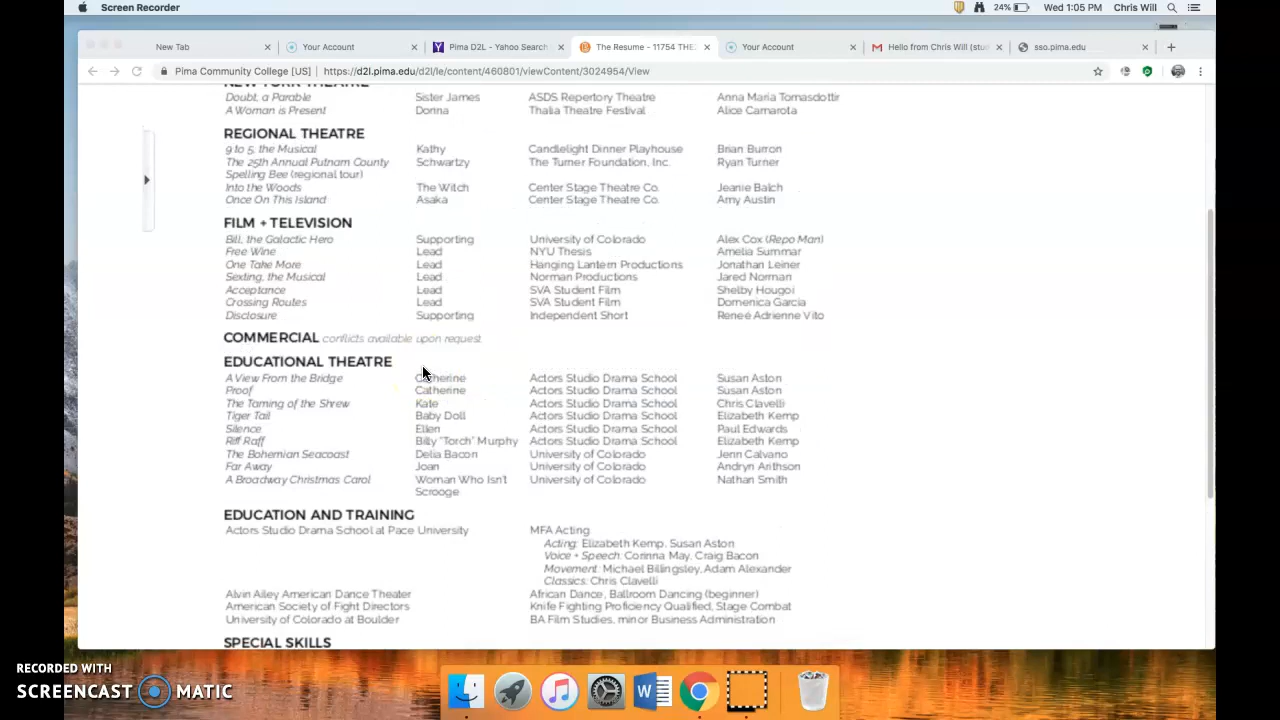 Screen Recorder 24% Wed 1:05 PM Chris Will
New Tab Your Account Pima D2L - Yahoo Search The Resume - 11754 THE Your Account Hello from Chris Will (stu sso.pima.edu
Pima Community College [US] https://d2l.pima.edu/d2l/le/content/460801/viewContent/3024954/View
NEW YORK THEATRE
Doubt, a Parable Sister James ASDS Repertory Theatre Anna Maria Tomasdottir
A Woman is Present Donna Thalia Theatre Festival Alice Camarota
REGIONAL THEATRE
9 to 5, the Musical Kathy Candlelight Dinner Playhouse Brian Burron
The 25th Annual Putnam County Schwartzy The Turner Foundation, Inc. Ryan Turner
Spelling Bee (regional tour)
Into the Woods The Witch Center Stage Theatre Co. Jeanie Balch
Once On This Island Asaka Center Stage Theatre Co. Amy Austin
FILM + TELEVISION
Bill, the Galactic Hero Supporting University of Colorado Alex Cox (Repo Man)
Free Wine Lead NYU Thesis Amelia Summar
One Take More Lead Hanging Lantern Productions Jonathan Leiner
Sexting, the Musical Lead Norman Productions Jared Norman
Acceptance Lead SVA Student Film Shelby Hougoi
Crossing Routes Lead SVA Student Film Domenica Garcia
Disclosure Supporting Independent Short Reneé Adrienne Vito
COMMERCIAL conflicts available upon request
EDUCATIONAL THEATRE
A View From the Bridge Catherine Actors Studio Drama School Susan Aston
Proof Catherine Actors Studio Drama School Susan Aston
The Taming of the Shrew Kate Actors Studio Drama School Chris Clavelli
Tiger Tail Baby Doll Actors Studio Drama School Elizabeth Kemp
Silence Ellen Actors Studio Drama School Paul Edwards
Riff Raff Billy "Torch" Murphy Actors Studio Drama School Elizabeth Kemp
The Bohemian Seacoast Delia Bacon University of Colorado Jenn Calvano
Far Away Joan University of Colorado Andryn Arithson
A Broadway Christmas Carol Woman Who Isn't University of Colorado Nathan Smith
Scrooge
EDUCATION AND TRAINING
Actors Studio Drama School at Pace University MFA Acting
Acting: Elizabeth Kemp, Susan Aston
Voice + Speech: Corinna May, Craig Bacon
Movement: Michael Billingsley, Adam Alexander
Classics: Chris Clavelli
Alvin Ailey American Dance Theater African Dance, Ballroom Dancing (beginner)
American Society of Fight Directors Knife Fighting Proficiency Qualified, Stage Combat
University of Colorado at Boulder BA Film Studies, minor Business Administration
SPECIAL SKILLS
RECORDED WITH
SCREENCAST MATIC